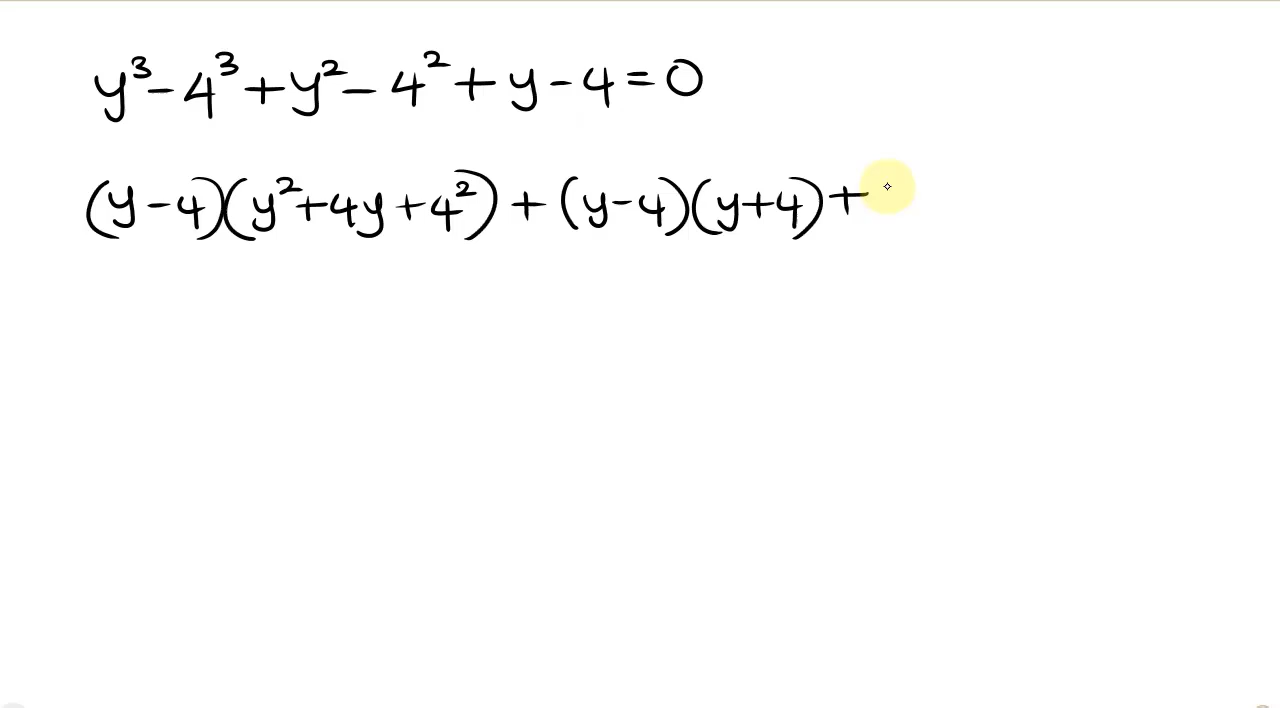 y³ - 4³ + y² - 4² + y - 4 = 0
(y - 4)(y² + 4y + 4²) + (y - 4)(y + 4) +